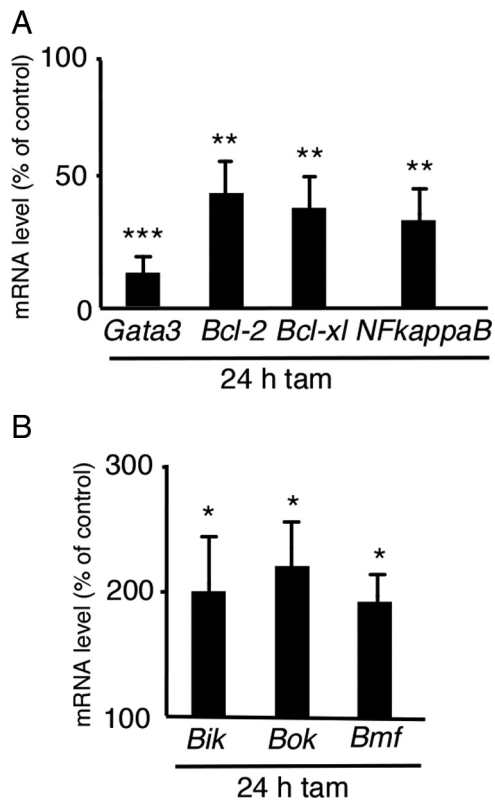 A
mRNA level (% of control)
100
50
0
***
**
**
**
Gata3 Bcl-2 Bcl-xl NFkappaB
24 h tam
B
mRNA level (% of control)
300
200
100
*
*
*
Bik Bok Bmf
24 h tam